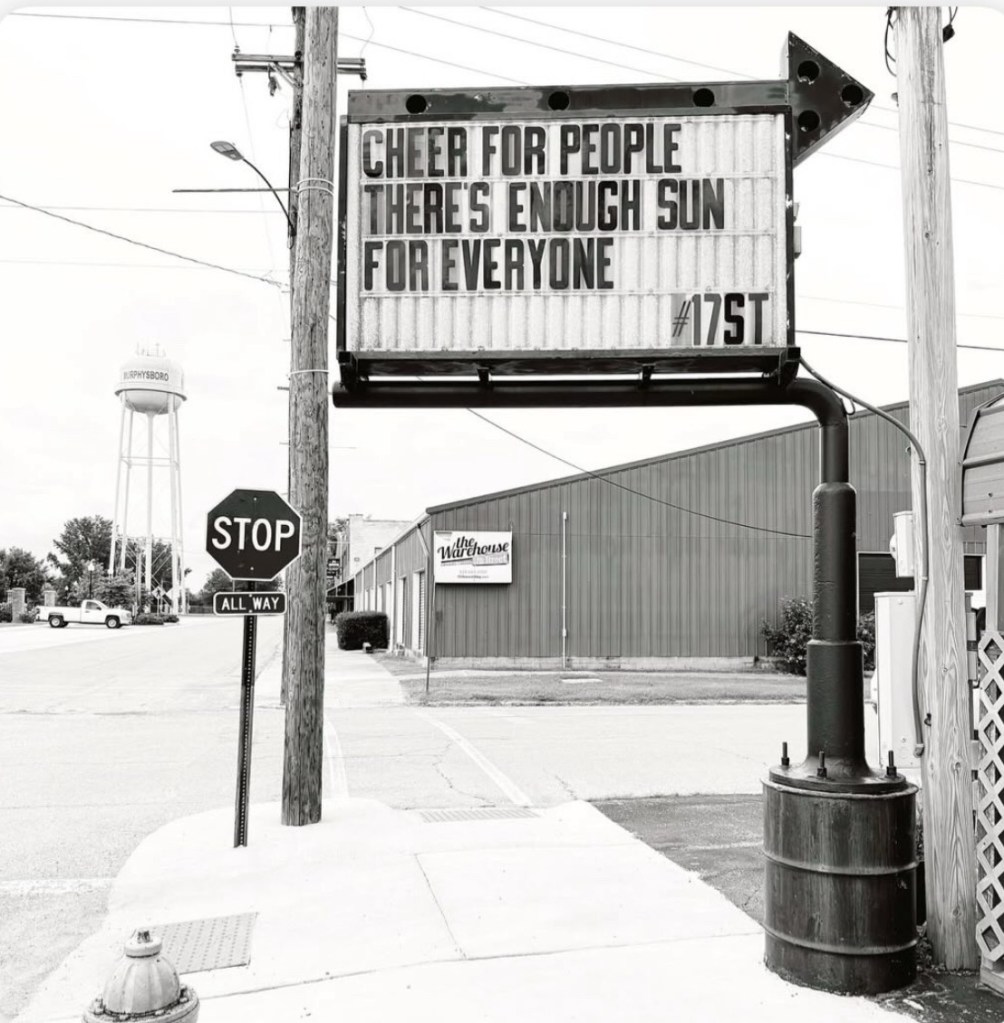 CHEER FOR PEOPLE
THERE'S ENOUGH SUN
FOR EVERYONE
#17ST
MURPHYSBORO
STOP
ALL WAY
the
Warehouse